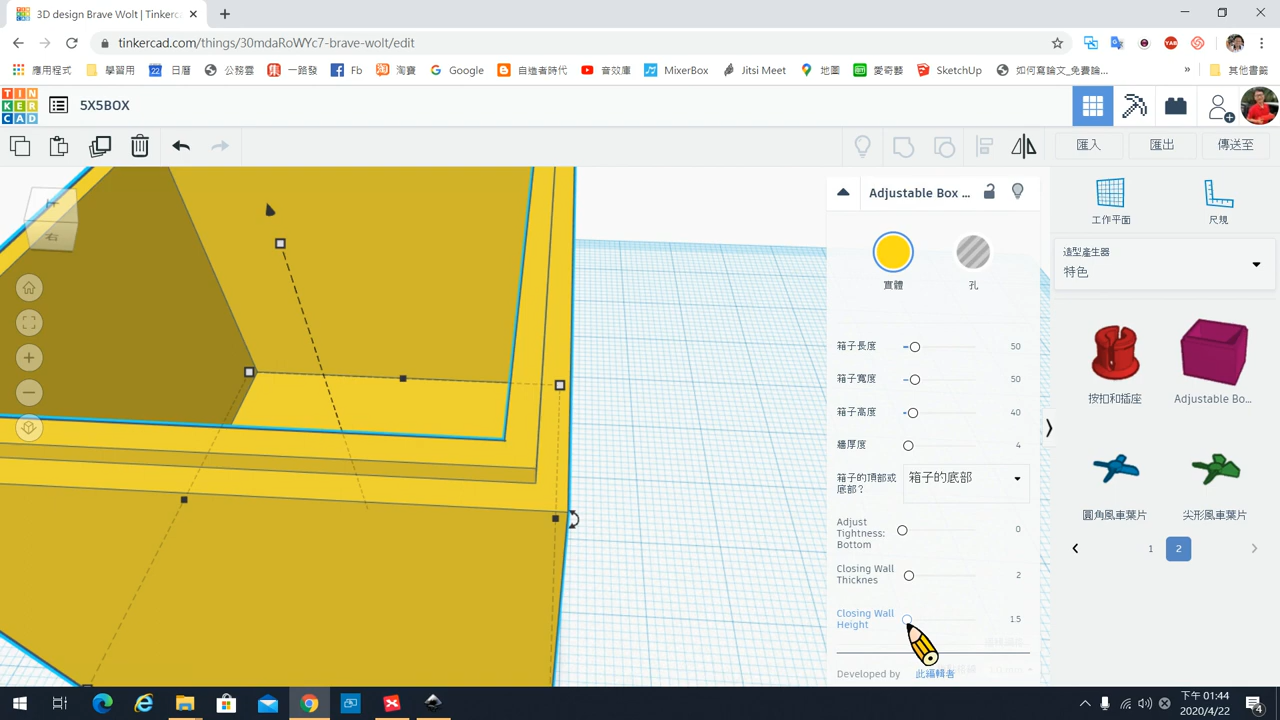 3D design Brave Wolt | Tinkerc
tinkercad.com/things/30mdaRoWYc7-brave-wolt/edit
應用程式 學習用 22 日曆 公務雲 集 一路發 Fb 淘寶 Google 自造者時代 音效庫 MixerBox Jitsi Meet 地圖 愛奇藝 SketchUp 如何寫論文_免費論... » 其他書籤
TIN
KER
CAD
5X5BOX
匯入 匯出 傳送至
Adjustable Box ...
實體 孔
箱子長度 50
箱子寬度 50
箱子高度 40
牆厚度 4
箱子的頂部或
底部? 箱子的底部
Adjust
Tightness:
Bottom 0
Closing Wall
Thicknes 2
Closing Wall
Height 1.5
Developed by 此編輯者
工作平面 尺規
造型產生器
特色
按扣和插座 Adjustable Bo...
圓角風車葉片 尖形風車葉片
1 2
右
下午 01:44
2020/4/22
4